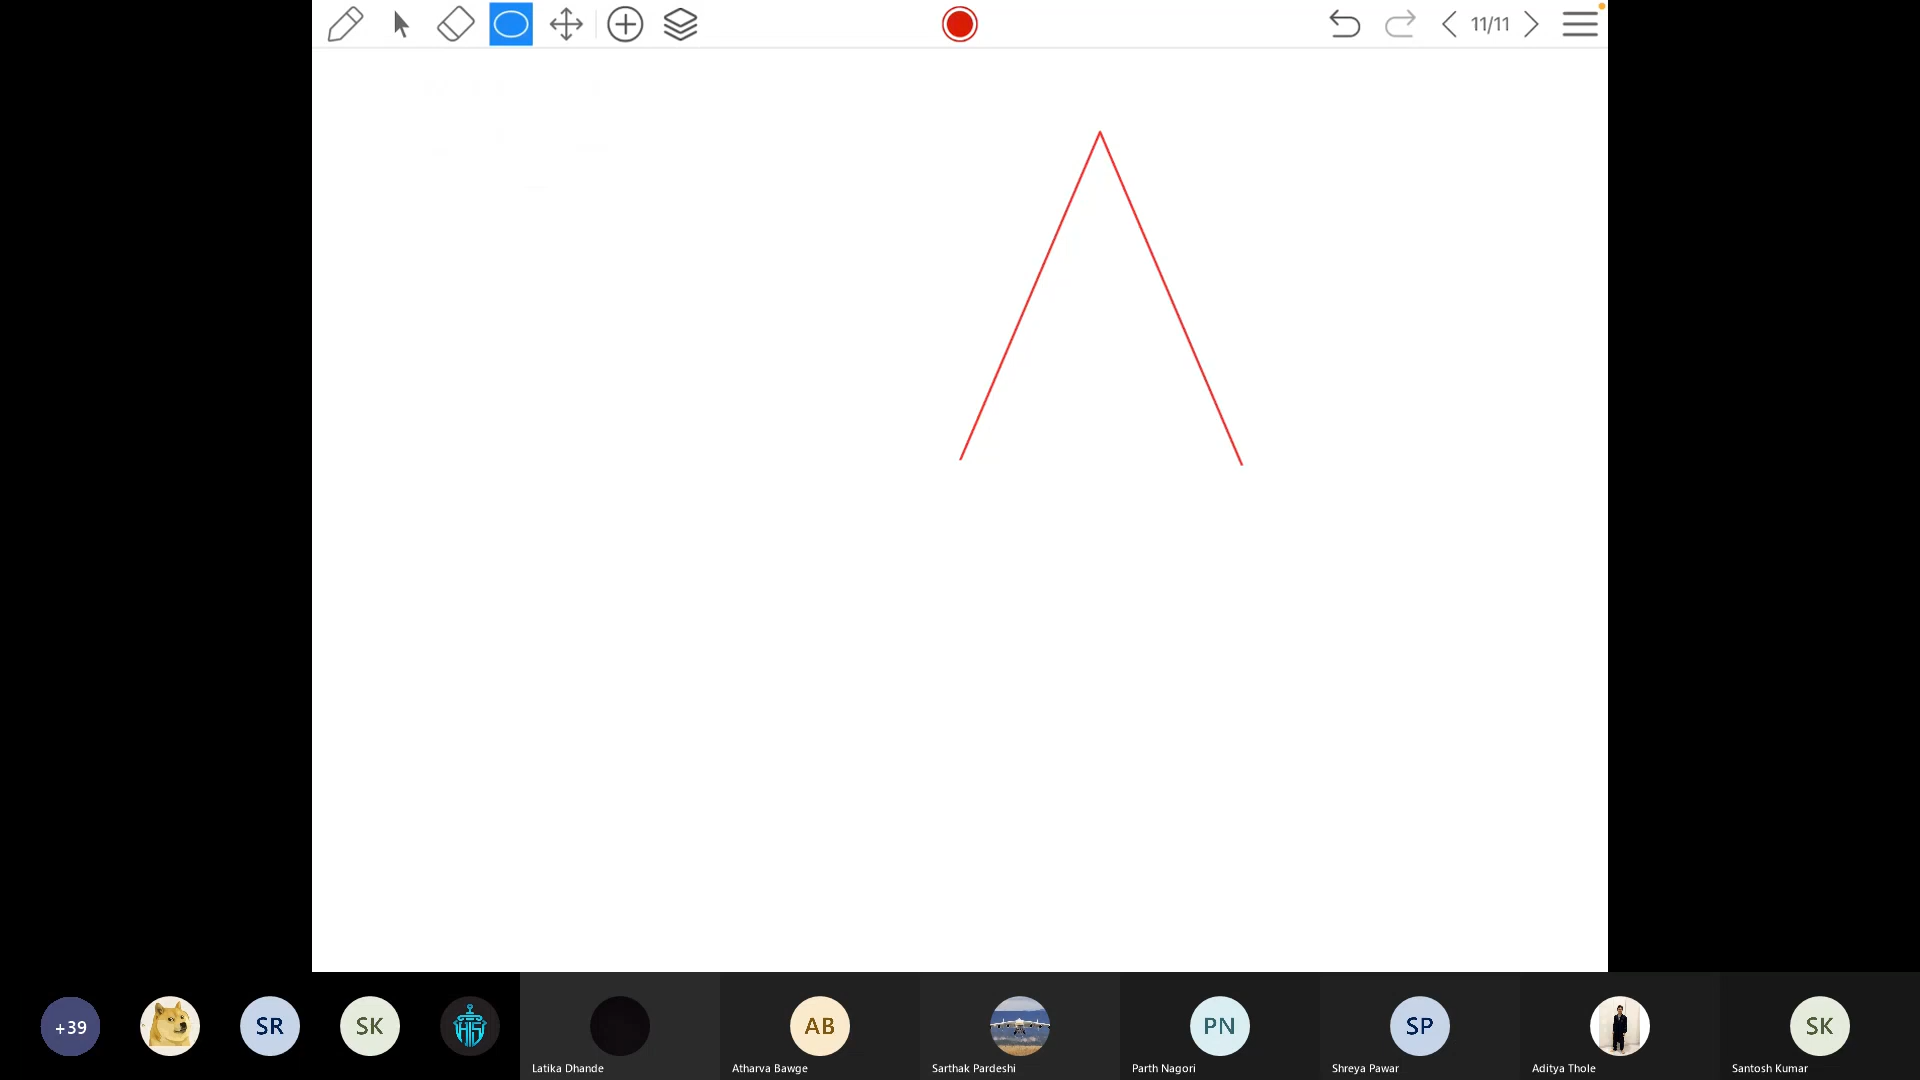 11/11
+39
SR
SK
AB
PN
SP
SK
Latika Dhande
Atharva Bawge
Sarthak Pardeshi
Parth Nagori
Shreya Pawar
Aditya Thole
Santosh Kumar